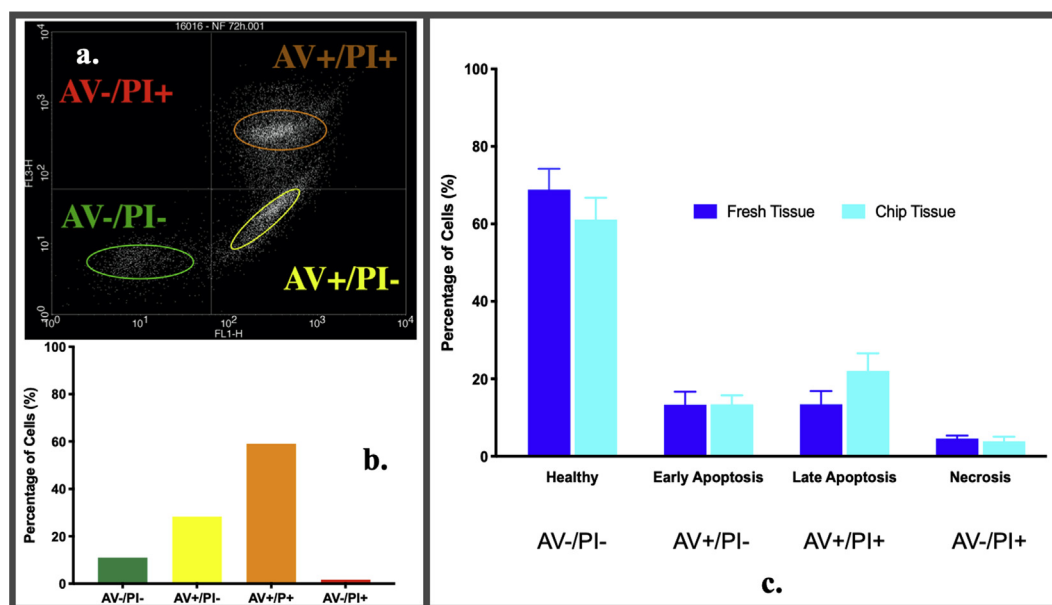 16016 - NF 72h.001
a.
AV+/PI+
AV-/PI+
AV-/PI-
AV+/PI-
FL3-H
10^0
10^1
10^2
10^3
10^4
10^0
10^1
10^2
10^3
10^4
FL1-H
Percentage of Cells (%)
100
80
60
40
20
0
b.
AV-/PI-
AV+/PI-
AV+/P+
AV-/PI+
Percentage of Cells (%)
100
80
60
40
20
0
Fresh Tissue
Chip Tissue
Healthy
Early Apoptosis
Late Apoptosis
Necrosis
AV-/PI-
AV+/PI-
AV+/PI+
AV-/PI+
c.